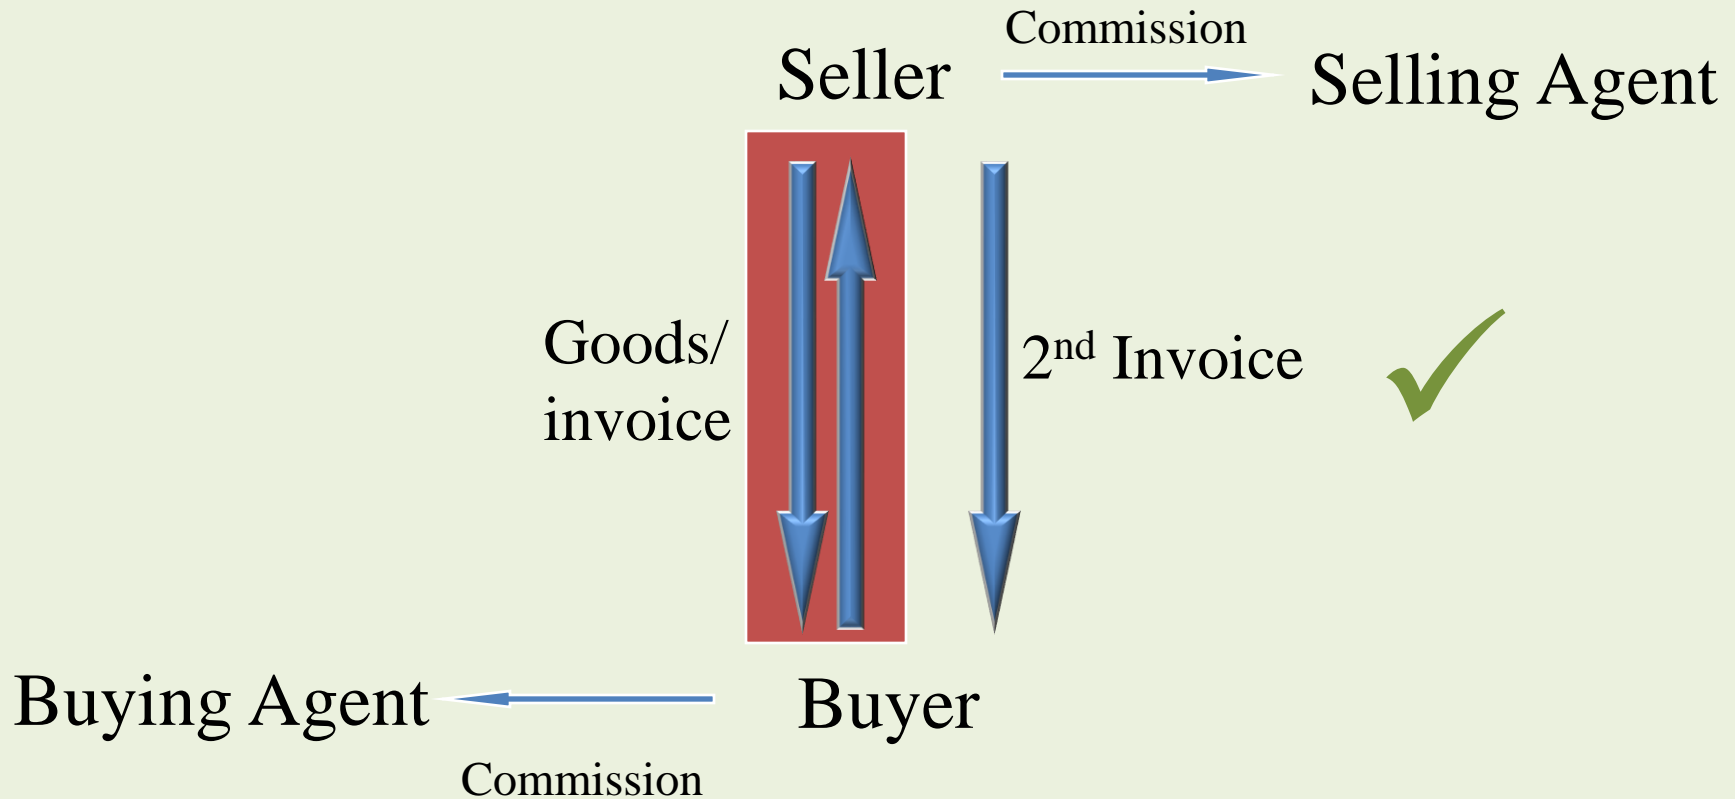 Commission
Seller
Selling Agent
Goods/
invoice
2nd Invoice
Buying Agent
Buyer
Commission